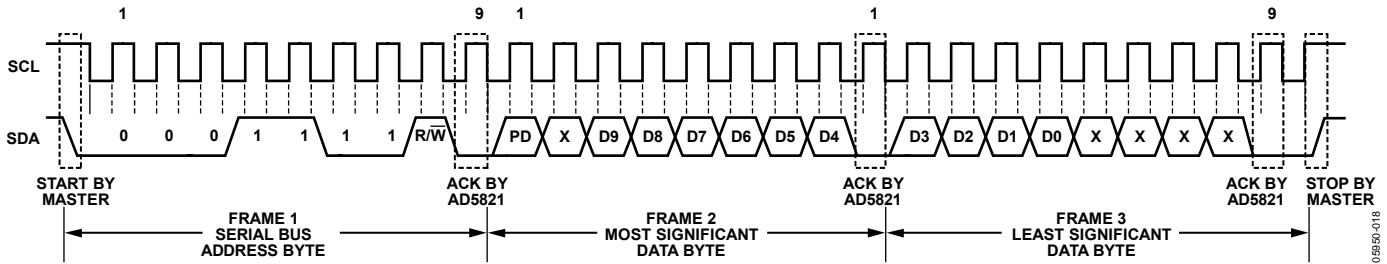 1 9 1 1 9
SCL
SDA 0 0 0 1 1 1 1 R/W PD X D9 D8 D7 D6 D5 D4 D3 D2 D1 D0 X X X X
START BY
MASTER
ACK BY
AD5821
ACK BY
AD5821
ACK BY
AD5821
STOP BY
MASTER
FRAME 1
SERIAL BUS
ADDRESS BYTE
FRAME 2
MOST SIGNIFICANT
DATA BYTE
FRAME 3
LEAST SIGNIFICANT
DATA BYTE
05950-018